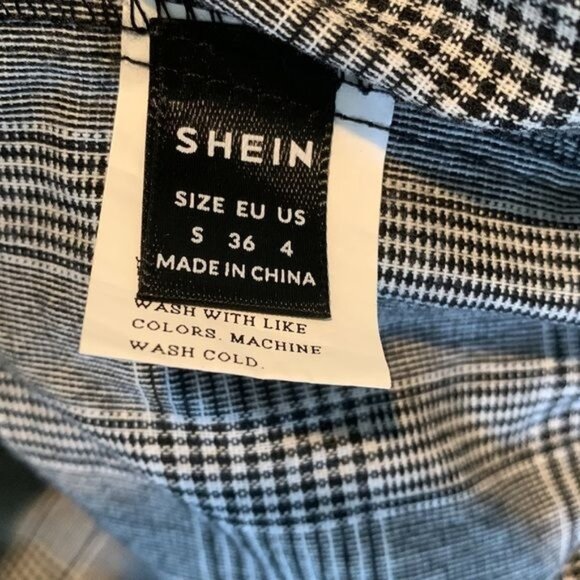 SHEIN
SIZE EU US
S 36 4
MADE IN CHINA
WASH WITH LIKE
COLORS. MACHINE
WASH COLD.